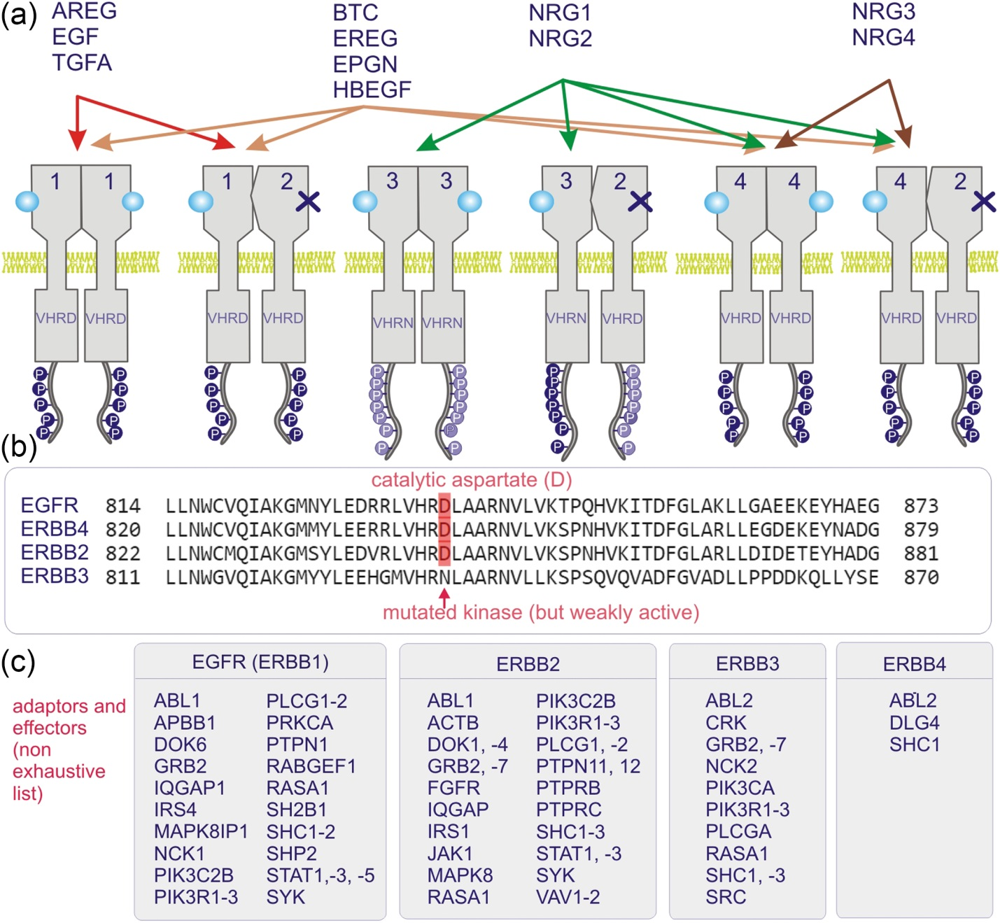 (a)
AREG
EGF
TGFA
BTC
EREG
EPGN
HBEGF
NRG1
NRG2
NRG3
NRG4
1 1 1 2 3 3 3 2 4 4 4 2
VHRD VHRD VHRD VHRD VHRN VHRN VHRN VHRD VHRD VHRD VHRD VHRD
P P P P P P P P P P P P
P P P P P P P P P P P P
P P P P P P P P P P P P
P P P P P P P P P P P P
P P P P P P P P P P P P
P P P P
P P P P
(b)
catalytic aspartate (D)
EGFR 814 LLNWCVQIAKGMNYLEDRRLVHRDLAARNVLVKTPQHVKITDFGLAKLLGAEEKEYHAEG 873
ERBB4 820 LLNWCVQIAKGMMYLEERRLVHRDLAARNVLVKSPNHVKITDFGLARLLEGDEKEYNADG 879
ERBB2 822 LLNWCMQIAKGMSYLEDVRLVHRDLAARNVLVKSPNHVKITDFGLARLLDIDETEYHADG 881
ERBB3 811 LLNWGVQIAKGMYYLEEHGMVHRNLAARNVLLKSPSQVQVADFGVADLLPPDDKQLLYSE 870
mutated kinase (but weakly active)
(c)
adaptors and
effectors
(non
exhaustive
list)
EGFR (ERBB1)
ABL1 PLCG1-2
APBB1 PRKCA
DOK6 PTPN1
GRB2 RABGEF1
IQGAP1 RASA1
IRS4 SH2B1
MAPK8IP1 SHC1-2
NCK1 SHP2
PIK3C2B STAT1,-3, -5
PIK3R1-3 SYK
ERBB2
ABL1 PIK3C2B
ACTB PIK3R1-3
DOK1, -4 PLCG1, -2
GRB2, -7 PTPN11, 12
FGFR PTPRB
IQGAP PTPRC
IRS1 SHC1-3
JAK1 STAT1, -3
MAPK8 SYK
RASA1 VAV1-2
ERBB3
ABL2
CRK
GRB2, -7
NCK2
PIK3CA
PIK3R1-3
PLCGA
RASA1
SHC1, -3
SRC
ERBB4
ABL2
DLG4
SHC1